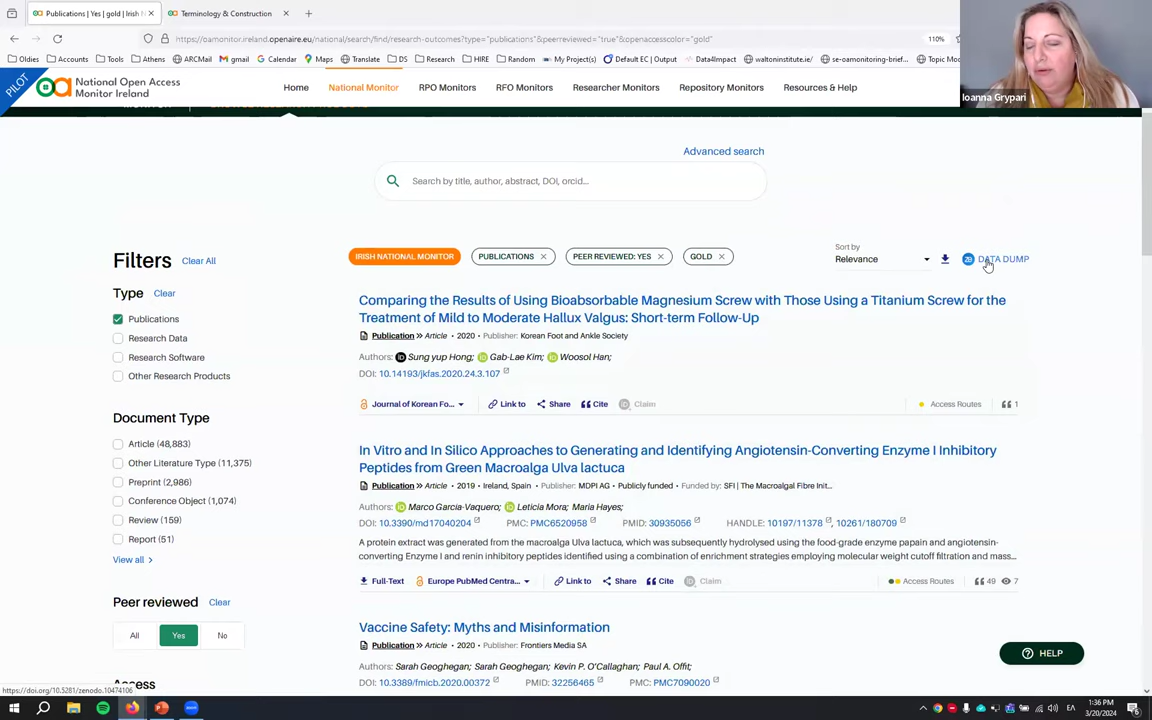 Publications | Yes | gold | Irish N
Terminology & Construction
https://oamonitor.ireland.openaire.eu/national/search/find/research-outcomes?type="publications"&peerreviewed="true"&openaccesscolor="gold"
110%
Oldies
Accounts
Tools
Athens
ARCMail
gmail
Calendar
Maps
Translate
DS
Research
HIRE
Random
My Project(s)
Default EC | Output
Data4Impact
waltoninstitute.ie/
se-oamonitoring-brief...
Topic Mod
PILOT
National Open Access
Monitor Ireland
Home
National Monitor
RPO Monitors
RFO Monitors
Researcher Monitors
Repository Monitors
Resources & Help
Ioanna Grypari
Advanced search
Search by title, author, abstract, DOI, orcid...
Filters Clear All
IRISH NATIONAL MONITOR
PUBLICATIONS
PEER REVIEWED: YES
GOLD
Sort by
Relevance
DATA DUMP
Type Clear
Publications
Research Data
Research Software
Other Research Products
Document Type
Article (48,883)
Other Literature Type (11,375)
Preprint (2,986)
Conference Object (1,074)
Review (159)
Report (51)
View all
Peer reviewed Clear
All Yes No
Access
Comparing the Results of Using Bioabsorbable Magnesium Screw with Those Using a Titanium Screw for the
Treatment of Mild to Moderate Hallux Valgus: Short-term Follow-Up
Publication » Article • 2020 • Publisher: Korean Foot and Ankle Society
Authors: Sung yup Hong; Gab-Lae Kim; Woosol Han;
DOI: 10.14193/jkfas.2020.24.3.107
Journal of Korean Fo... Link to Share Cite Claim Access Routes 1
In Vitro and In Silico Approaches to Generating and Identifying Angiotensin-Converting Enzyme I Inhibitory
Peptides from Green Macroalga Ulva lactuca
Publication » Article • 2019 • Ireland, Spain • Publisher: MDPI AG • Publicly funded • Funded by: SFI | The Macroalgal Fibre Init...
Authors: Marco Garcia-Vaquero; Leticia Mora; Maria Hayes;
DOI: 10.3390/md17040204 PMC: PMC6520958 PMID: 30935056 HANDLE: 10197/11378 , 10261/180709
A protein extract was generated from the macroalga Ulva lactuca, which was subsequently hydrolysed using the food-grade enzyme papain and angiotensin-
converting Enzyme I and renin inhibitory peptides identified using a combination of enrichment strategies employing molecular weight cutoff filtration and mass...
Full-Text Europe PubMed Centra... Link to Share Cite Claim Access Routes 49 7
Vaccine Safety: Myths and Misinformation
Publication » Article • 2020 • Publisher: Frontiers Media SA
Authors: Sarah Geoghegan; Sarah Geoghegan; Kevin P. O'Callaghan; Paul A. Offit;
DOI: 10.3389/fmicb.2020.00372 PMID: 32256465 PMC: PMC7090020
HELP
https://doi.org/10.5281/zenodo.10474106
ΕΛ
1:36 PM
3/20/2024